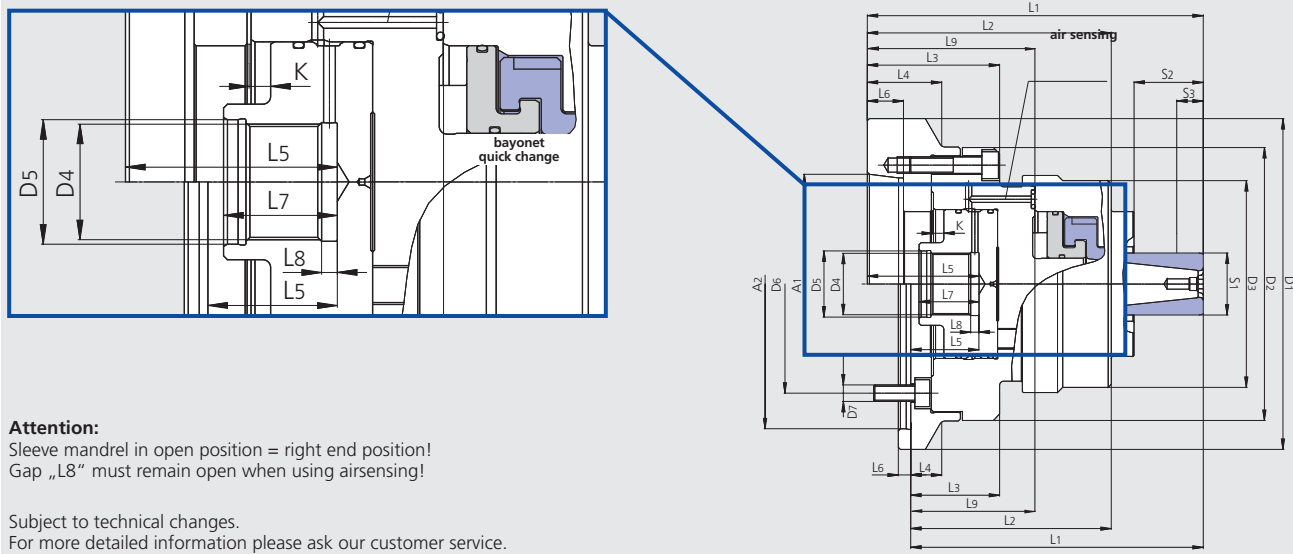 K
L5
bayonet
quick change
D5
D4
L7
L8
L5
L1
L2
air sensing
L9
L3
L4
S2
L6
S3
K
L5
A2
D6
A1
D5
D4
L7
S1
D3
D2
D1
L8
L5
D7
L6
L4
L3
L9
L2
L1
Attention:
Sleeve mandrel in open position = right end position!
Gap „L8“ must remain open when using airsensing!
Subject to technical changes.
For more detailed information please ask our customer service.